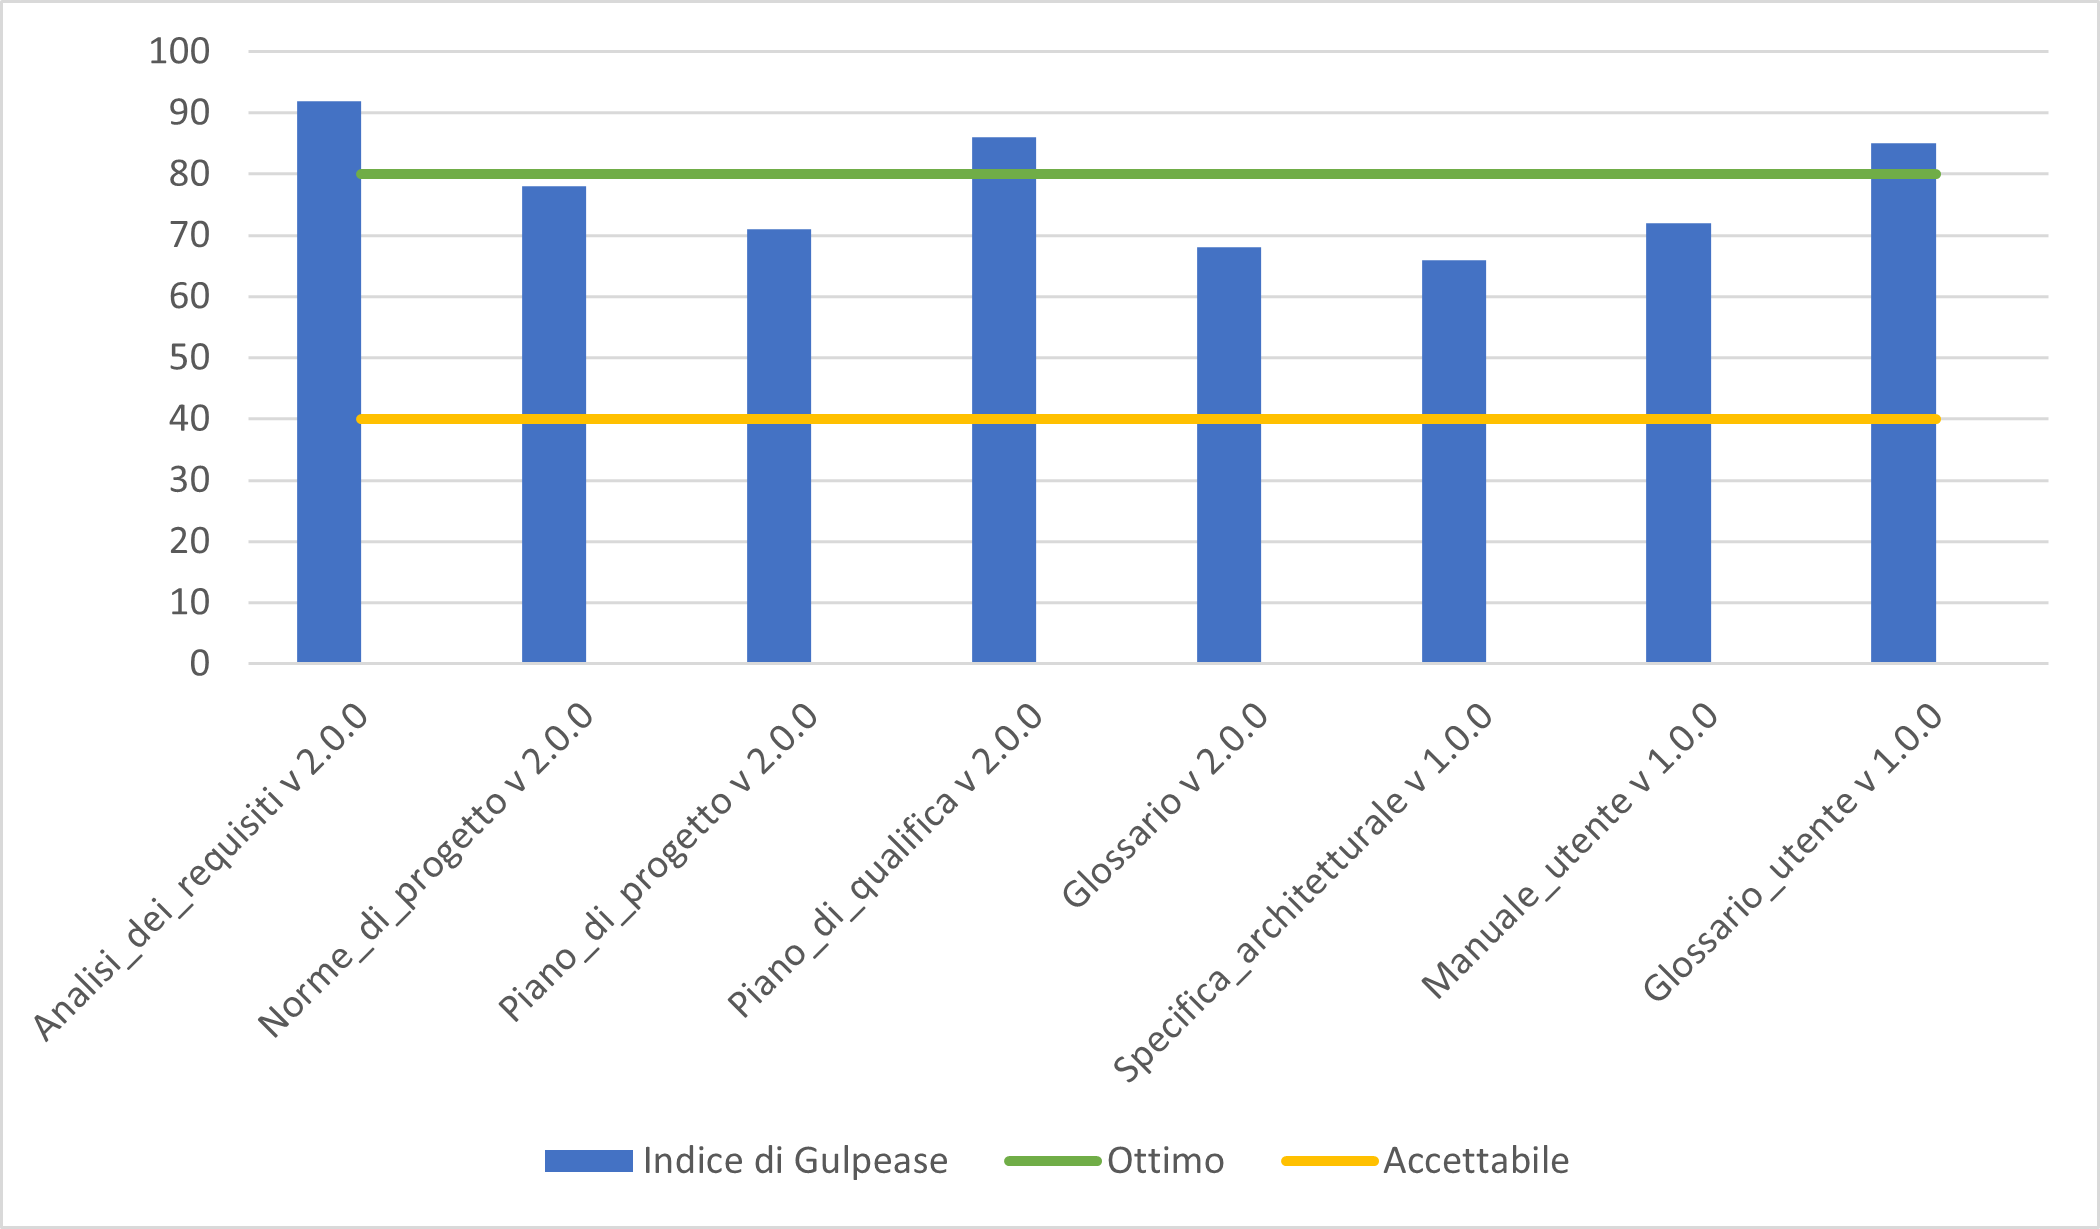 100
90
80
70
60
50
40
30
20
10
0
Analisi_dei_requisiti v 2.0.0
Norme_di_progetto v 2.0.0
Piano_di_progetto v 2.0.0
Piano_di_qualifica v 2.0.0
Glossario v 2.0.0
Specifica_architetturale v 1.0.0
Manuale_utente v 1.0.0
Glossario_utente v 1.0.0
Indice di Gulpease Ottimo Accettabile